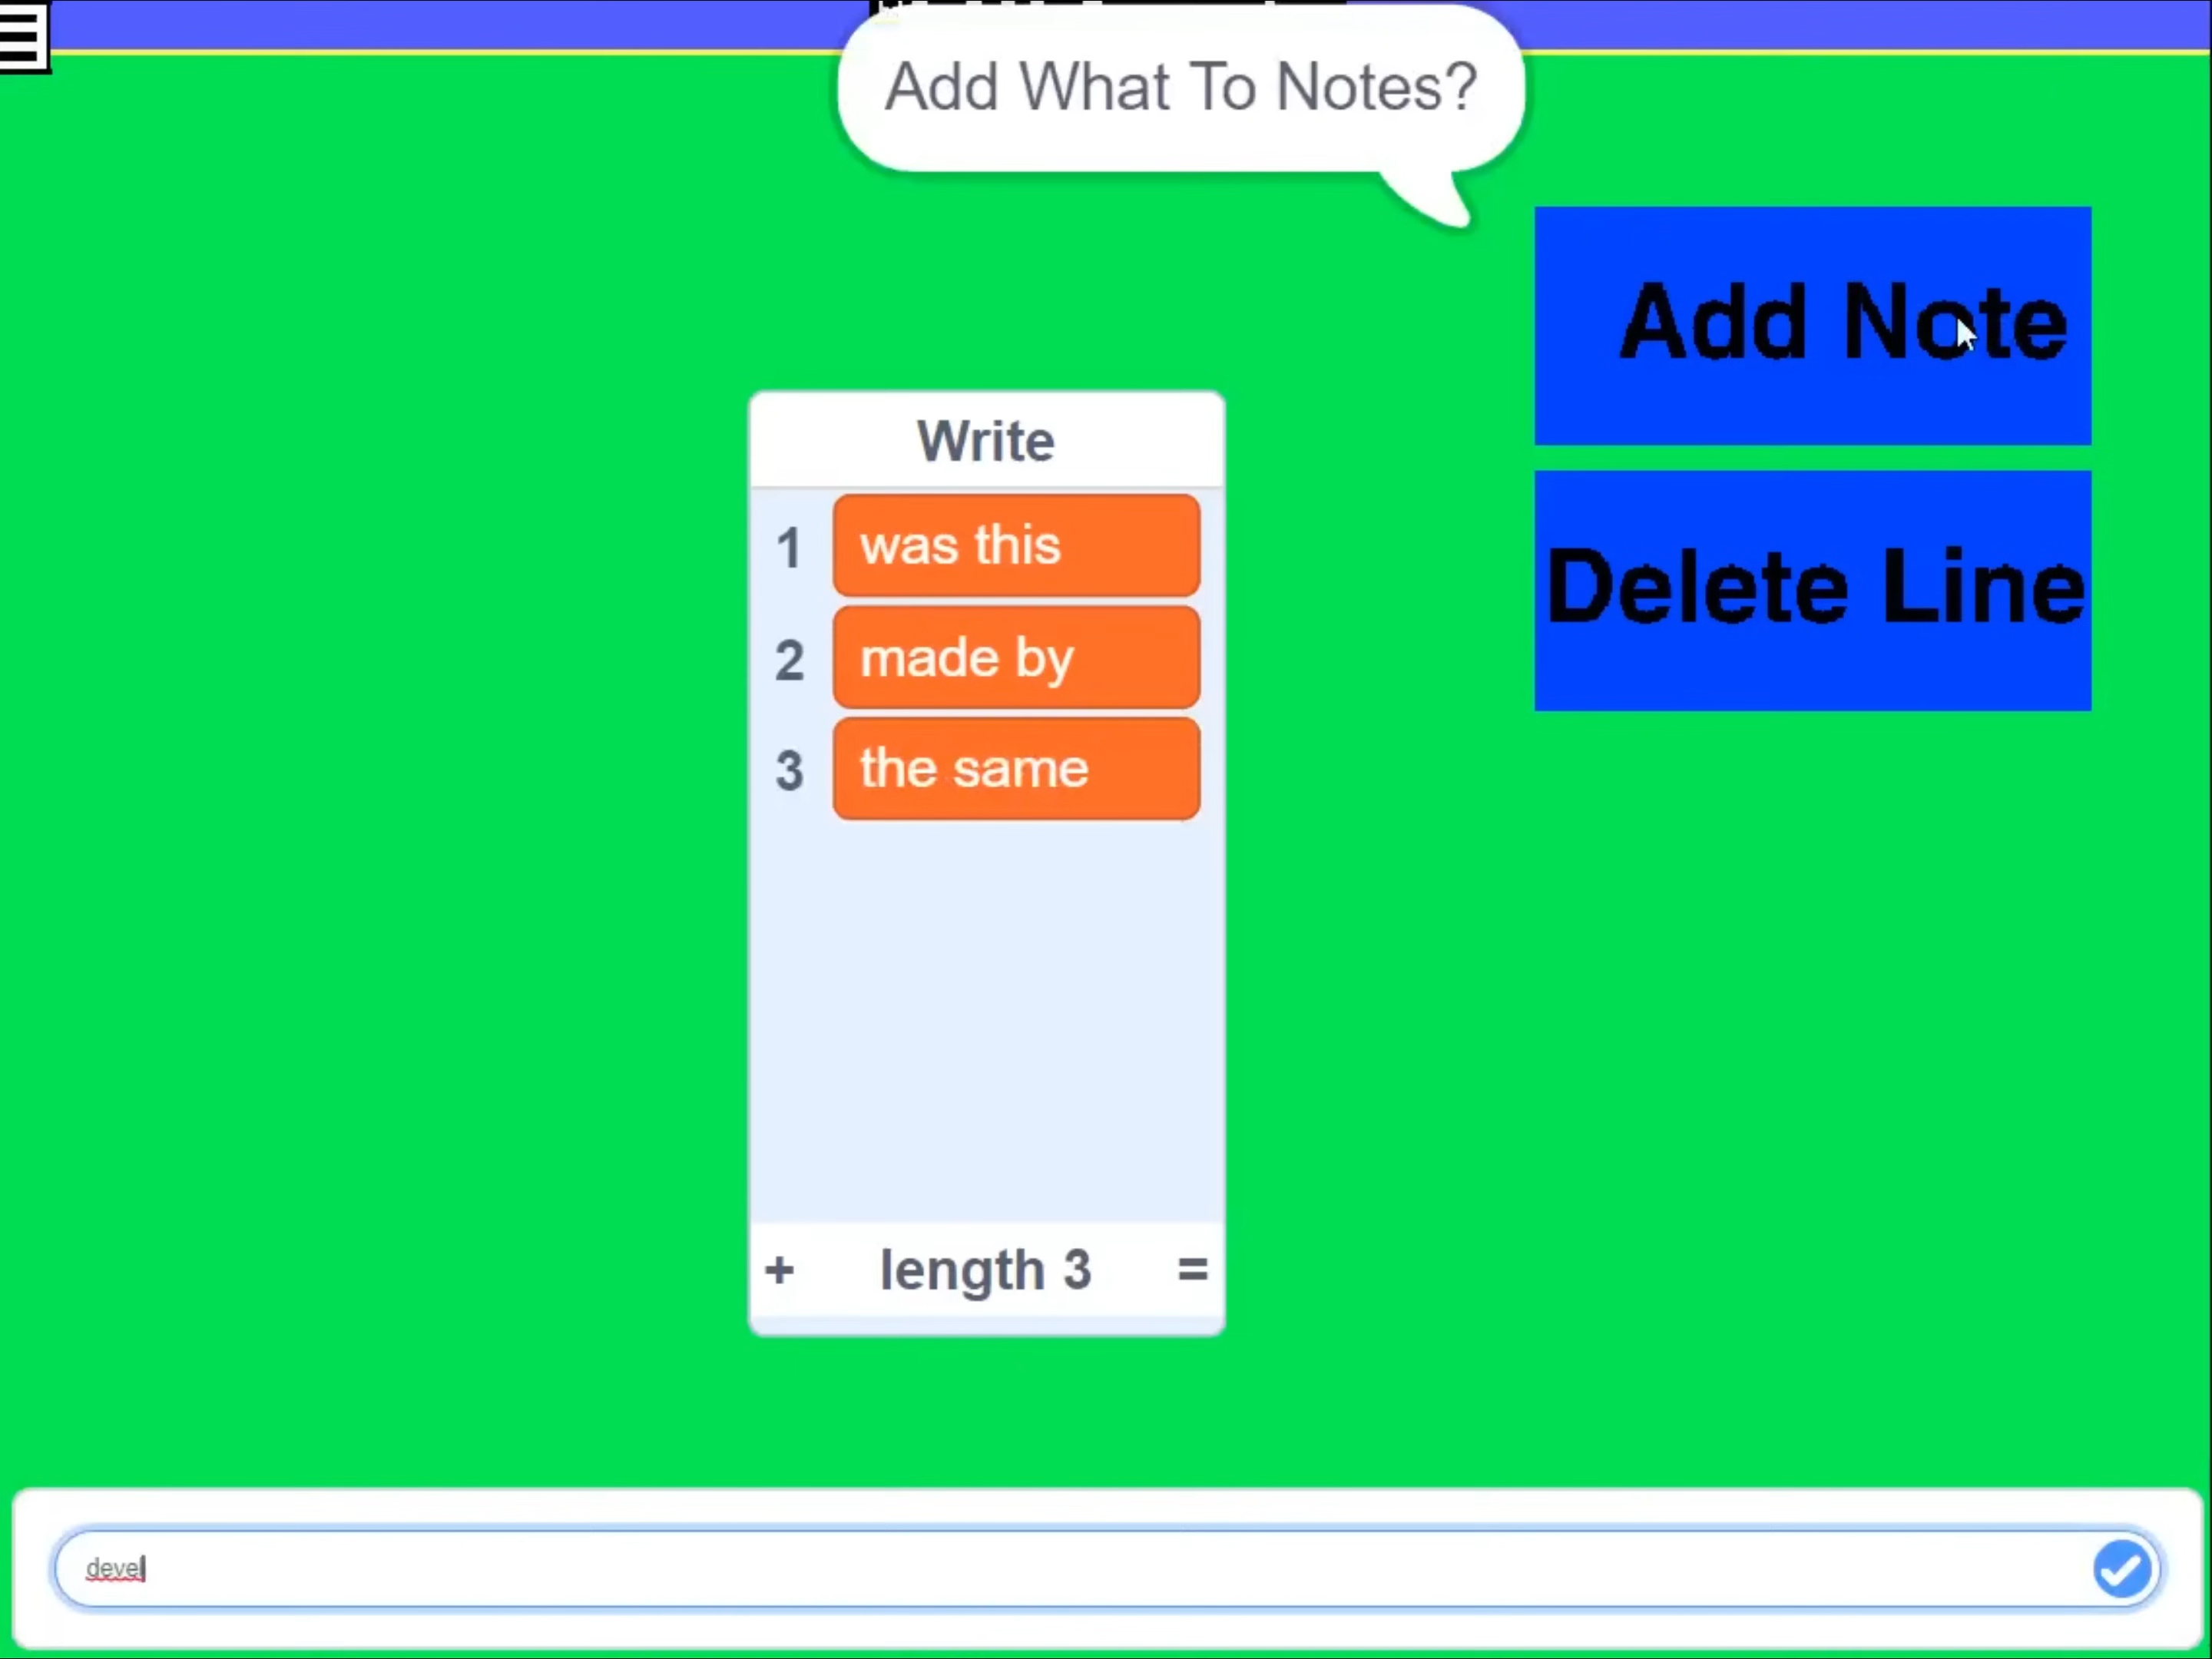 Add What To Notes?
Add Note
Delete Line
Write
1 was this
2 made by
3 the same
+ length 3 =
devel